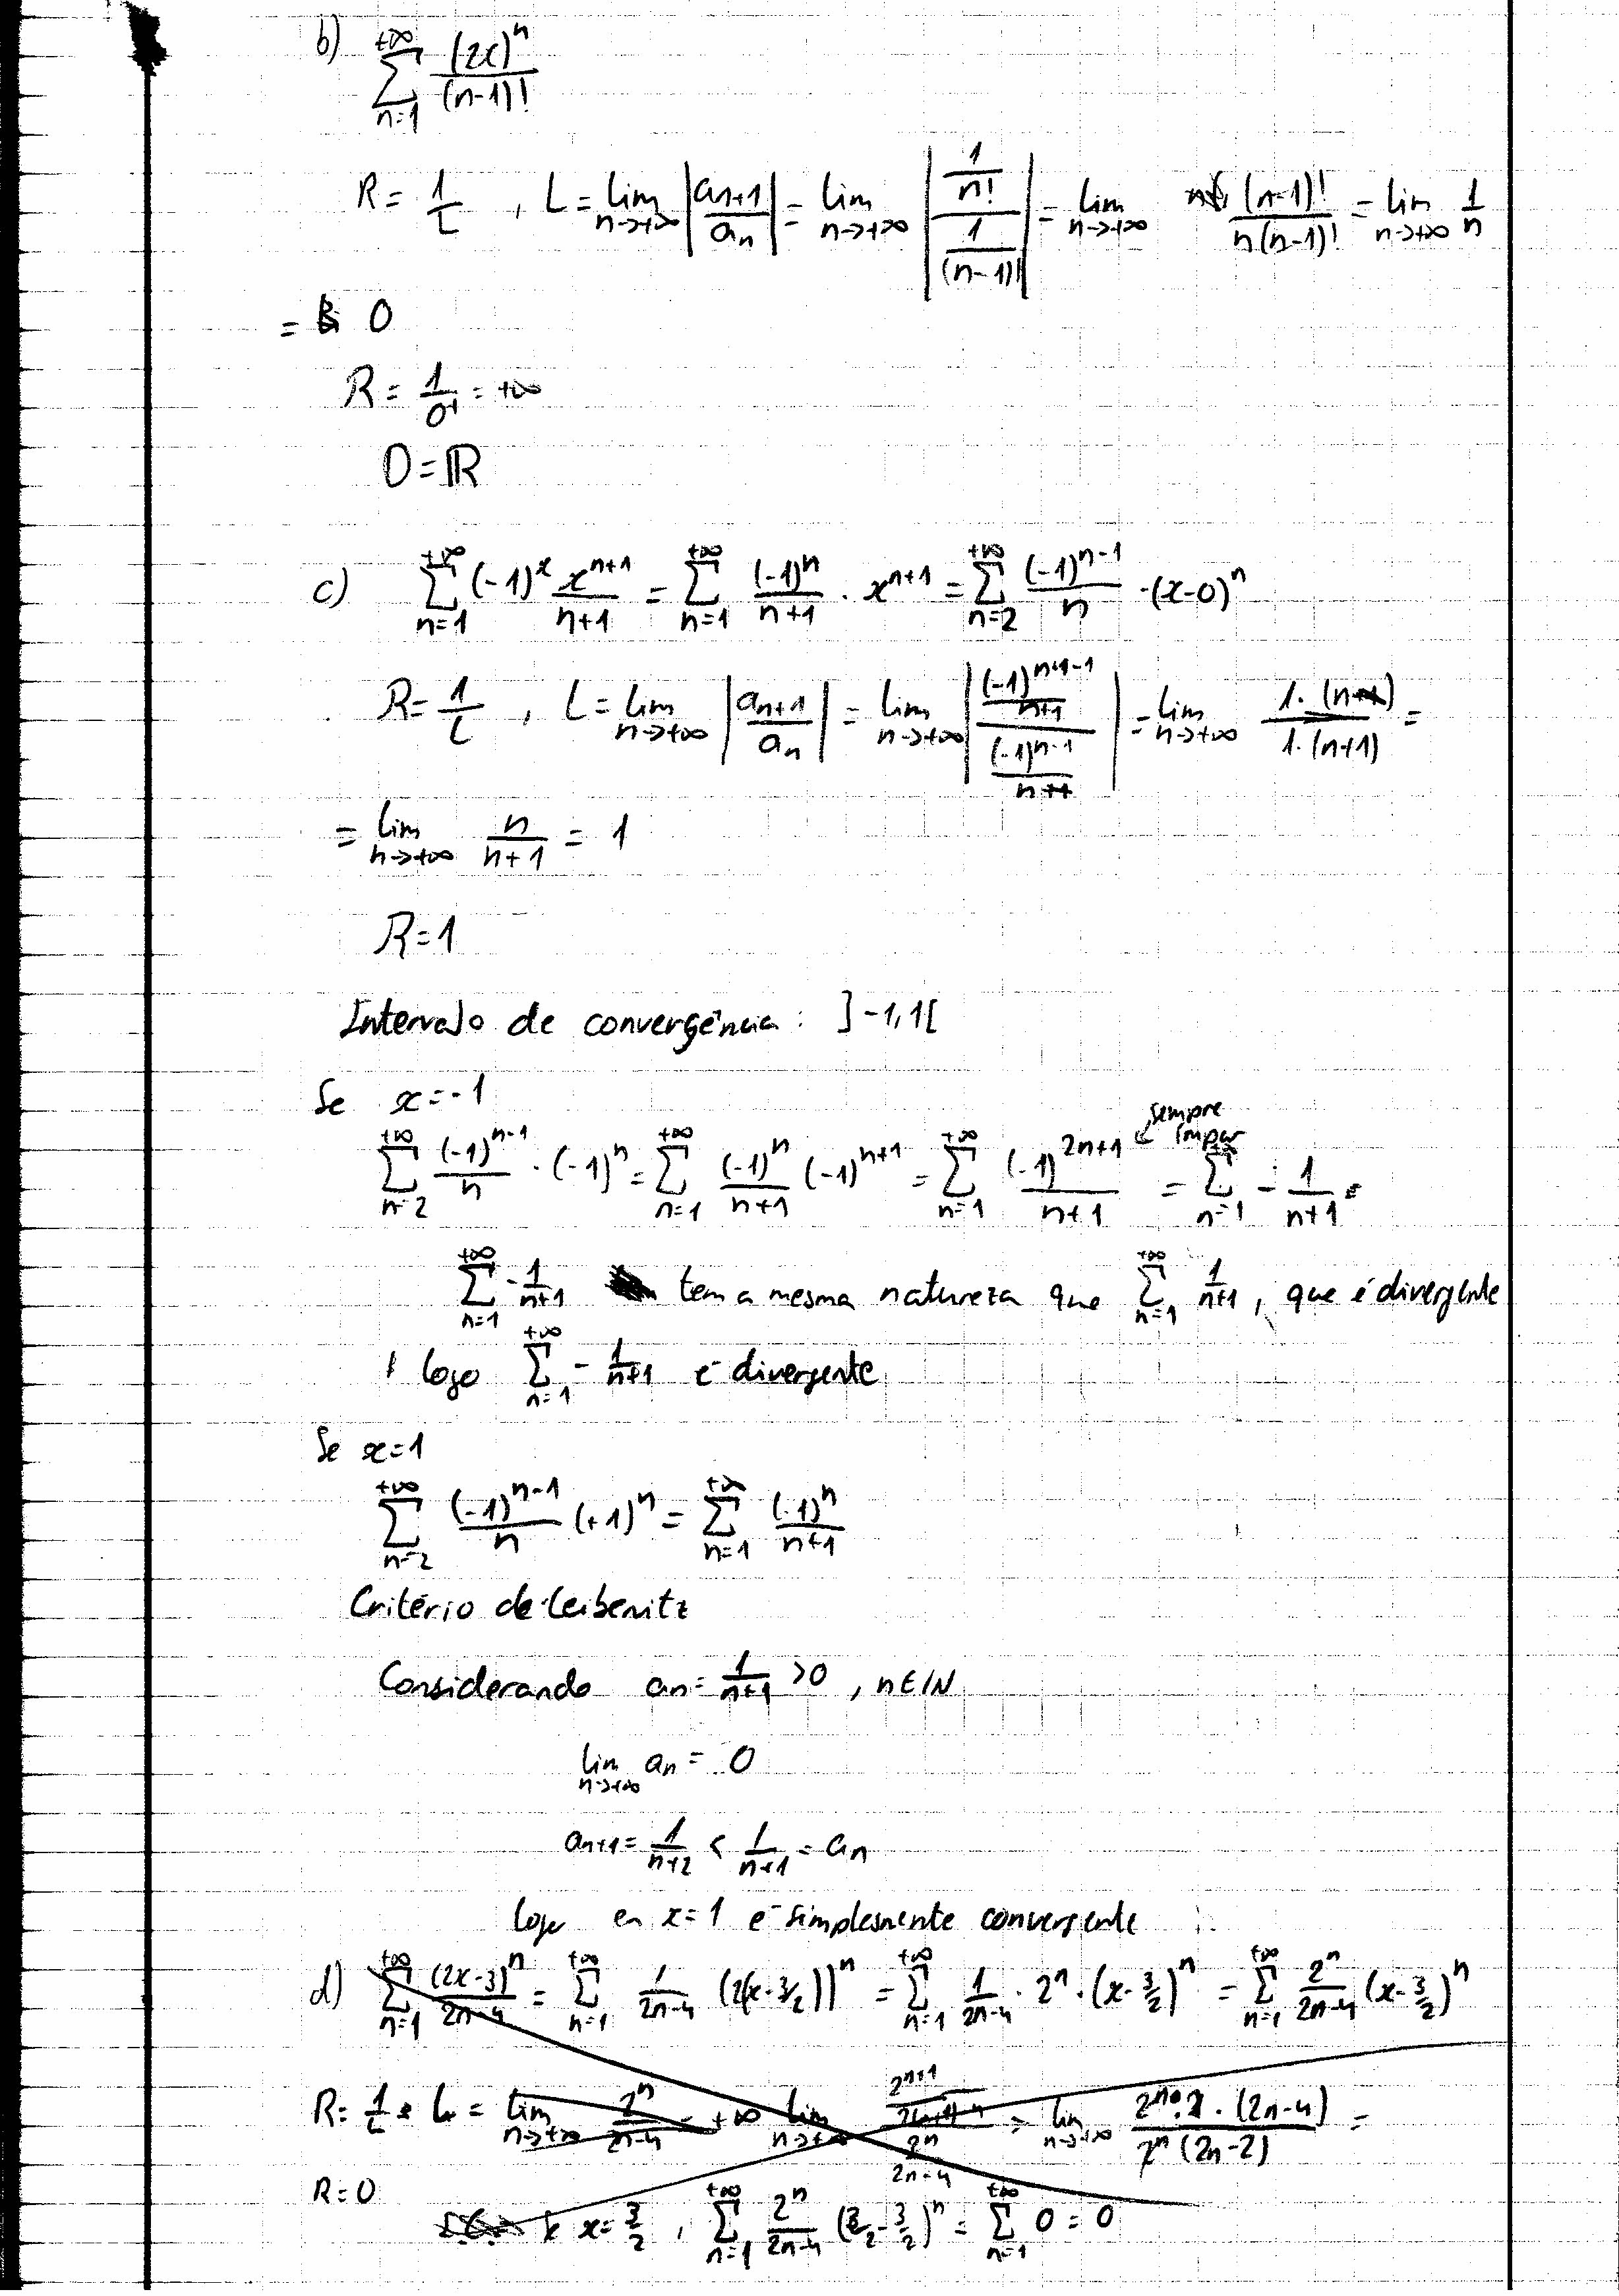 b) \sum_{n=1}^{+\infty} \frac{(2x)^n}{(n-1)!}
R = \frac{1}{L} , L = \lim_{n \to +\infty} \left| \frac{a_{n+1}}{a_n} \right| = \lim_{n \to +\infty} \left| \frac{\frac{1}{n!}}{\frac{1}{(n-1)!}} \right| = \lim_{n \to +\infty} \frac{(n-1)!}{n(n-1)!} = \lim_{n \to +\infty} \frac{1}{n}
= 0
R = \frac{1}{0^+} = +\infty
D = ℝ
c) \sum_{n=1}^{+\infty} (-1)^x \frac{x^{n+1}}{n+1} = \sum_{n=1}^{+\infty} \frac{(-1)^n}{n+1} \cdot x^{n+1} = \sum_{n=2}^{+\infty} \frac{(-1)^{n-1}}{n} \cdot (x-0)^n
R = \frac{1}{L} , L = \lim_{n \to +\infty} \left| \frac{a_{n+1}}{a_n} \right| = \lim_{n \to +\infty} \left| \frac{\frac{(-1)^{n+1-1}}{n+1}}{\frac{(-1)^{n-1}}{n}} \right| = \lim_{n \to +\infty} \frac{1 \cdot (n)}{1 \cdot (n+1)} =
= \lim_{n \to +\infty} \frac{n}{n+1} = 1
R = 1
Intervalo de convergência : ]-1,1[
Se x = -1
\sum_{n=2}^{+\infty} \frac{(-1)^{n-1}}{n} \cdot (-1)^n = \sum_{n=1}^{+\infty} \frac{(-1)^n}{n+1} (-1)^{n+1} = \sum_{n=1}^{+\infty} \frac{(-1)^{2n+1}}{n+1} ← sempre ímpar = \sum_{n=1} - \frac{1}{n+1} =
\sum_{n=1}^{+\infty} - \frac{1}{n+1} tem a mesma natureza que \sum_{n=1}^{+\infty} \frac{1}{n+1} , que é divergente
, logo \sum_{n=1}^{+\infty} - \frac{1}{n+1} é divergente
Se x = 1
\sum_{n=2}^{+\infty} \frac{(-1)^{n-1}}{n} (+1)^n = \sum_{n=1}^{+\infty} \frac{(-1)^n}{n+1}
Critério de Leibenitz
Considerando a_n = \frac{1}{n+1} > 0 , n ∈ ℕ
\lim_{n \to +\infty} a_n = 0
a_{n+1} = \frac{1}{n+2} < \frac{1}{n+1} = a_n
logo em x = 1 é simplesmente convergente
d) \sum_{n=1}^{+\infty} \frac{(2x-3)^n}{2n-4} = \sum_{n=1}^{+\infty} \frac{1}{2n-4} (2(x-3/2))^n = \sum_{n=1}^{+\infty} \frac{1}{2n-4} \cdot 2^n \cdot (x-\frac{3}{2})^n = \sum_{n=1}^{+\infty} \frac{2^n}{2n-4} (x-\frac{3}{2})^n
R = \frac{1}{L} L = \lim_{n \to +\infty} \frac{2^n}{2n-4} = +\infty \lim_{n \to +\infty} \frac{\frac{2^{n+1}}{2(n+1)-4}}{\frac{2^n}{2n-4}} = \lim_{n \to +\infty} \frac{2^n \cdot 2 \cdot (2n-4)}{2^n (2n-2)} =
R = 0
x = \frac{3}{2} , \sum_{n=1}^{+\infty} \frac{2^n}{2n-4} (\frac{3}{2}-\frac{3}{2})^n = \sum_{n=1}^{+\infty} 0 = 0